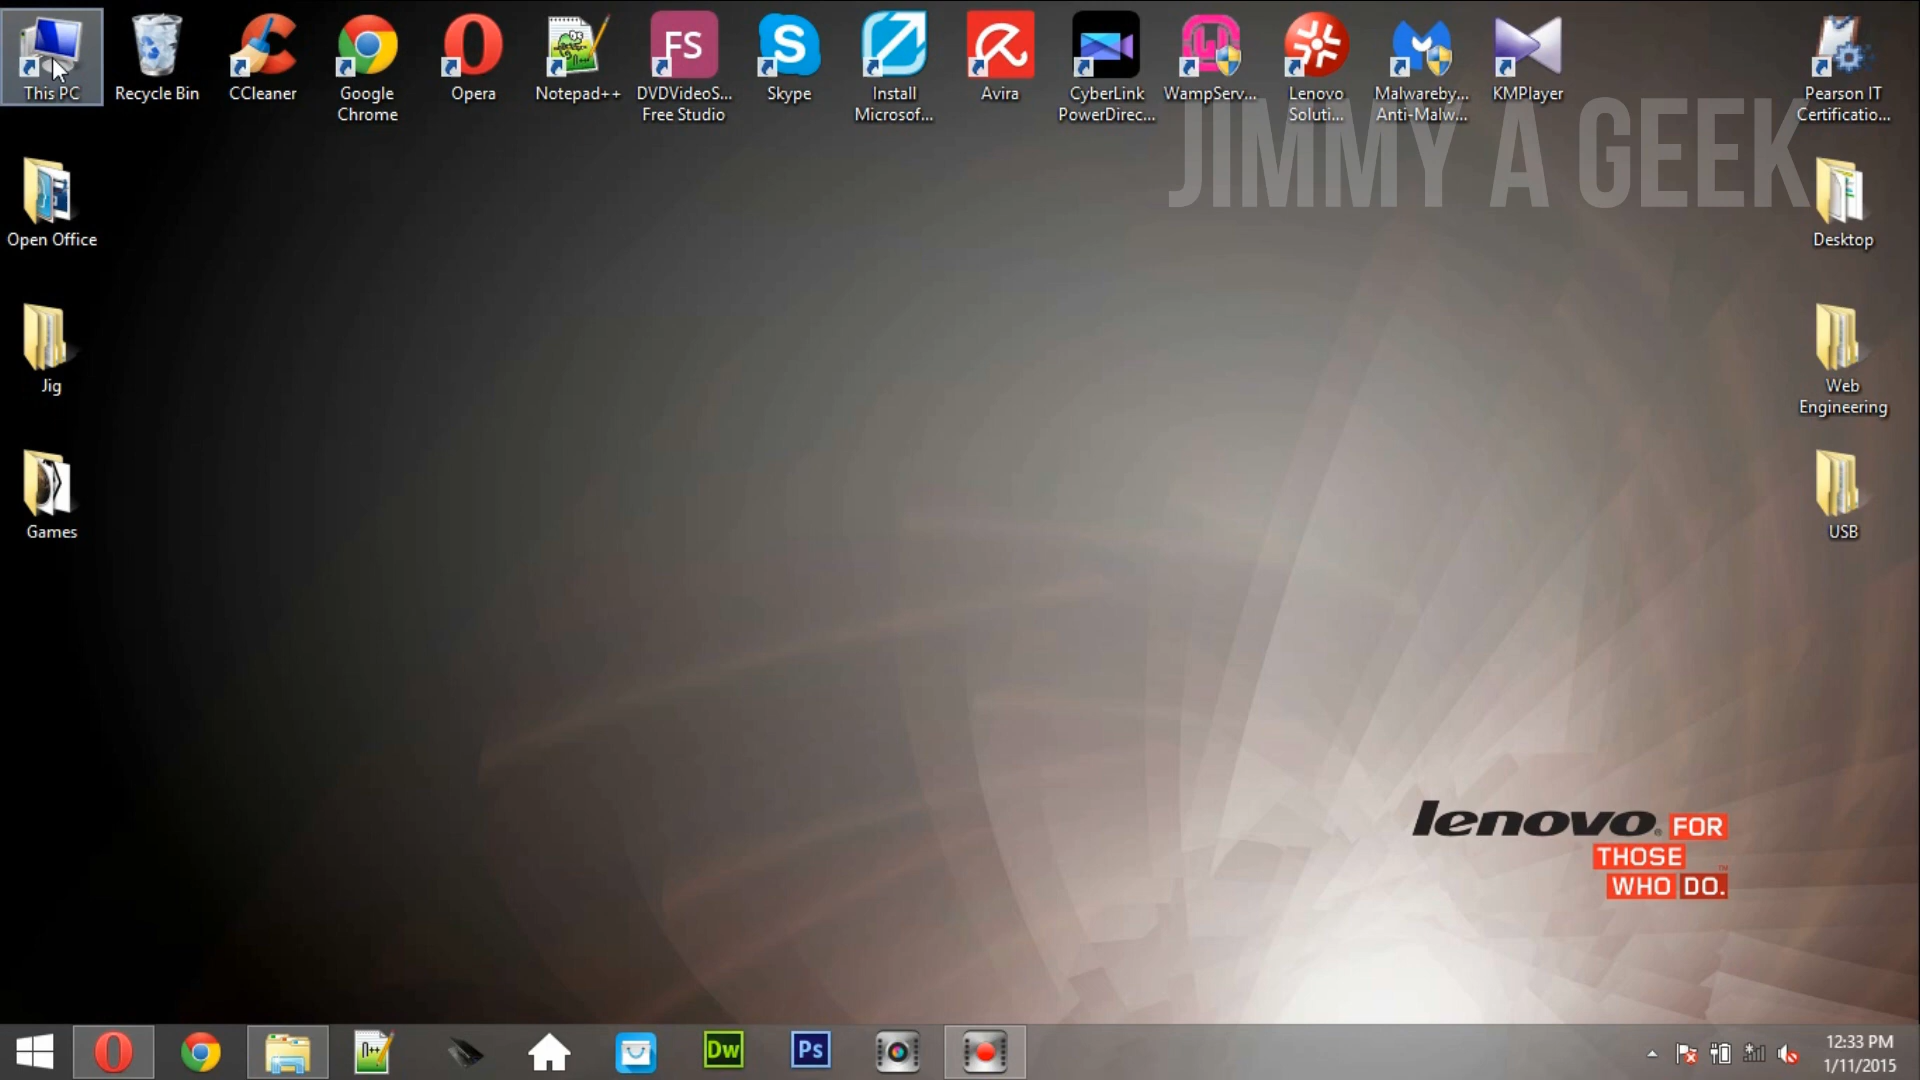 This PC
Recycle Bin
CCleaner
Google
Chrome
Opera
Notepad++
FS
DVDVideoS...
Free Studio
S
Skype
Install
Microsof...
Avira
CyberLink
PowerDirec...
WampServ...
Lenovo
Soluti...
Malwareby...
Anti-Malw...
KMPlayer
Pearson IT
Certificatio...
JIMMY A GEEK
Open Office
Desktop
Jig
Web
Engineering
Games
USB
lenovo® FOR
THOSE
WHO DO.™
n++
Dw
Ps
12:33 PM
1/11/2015